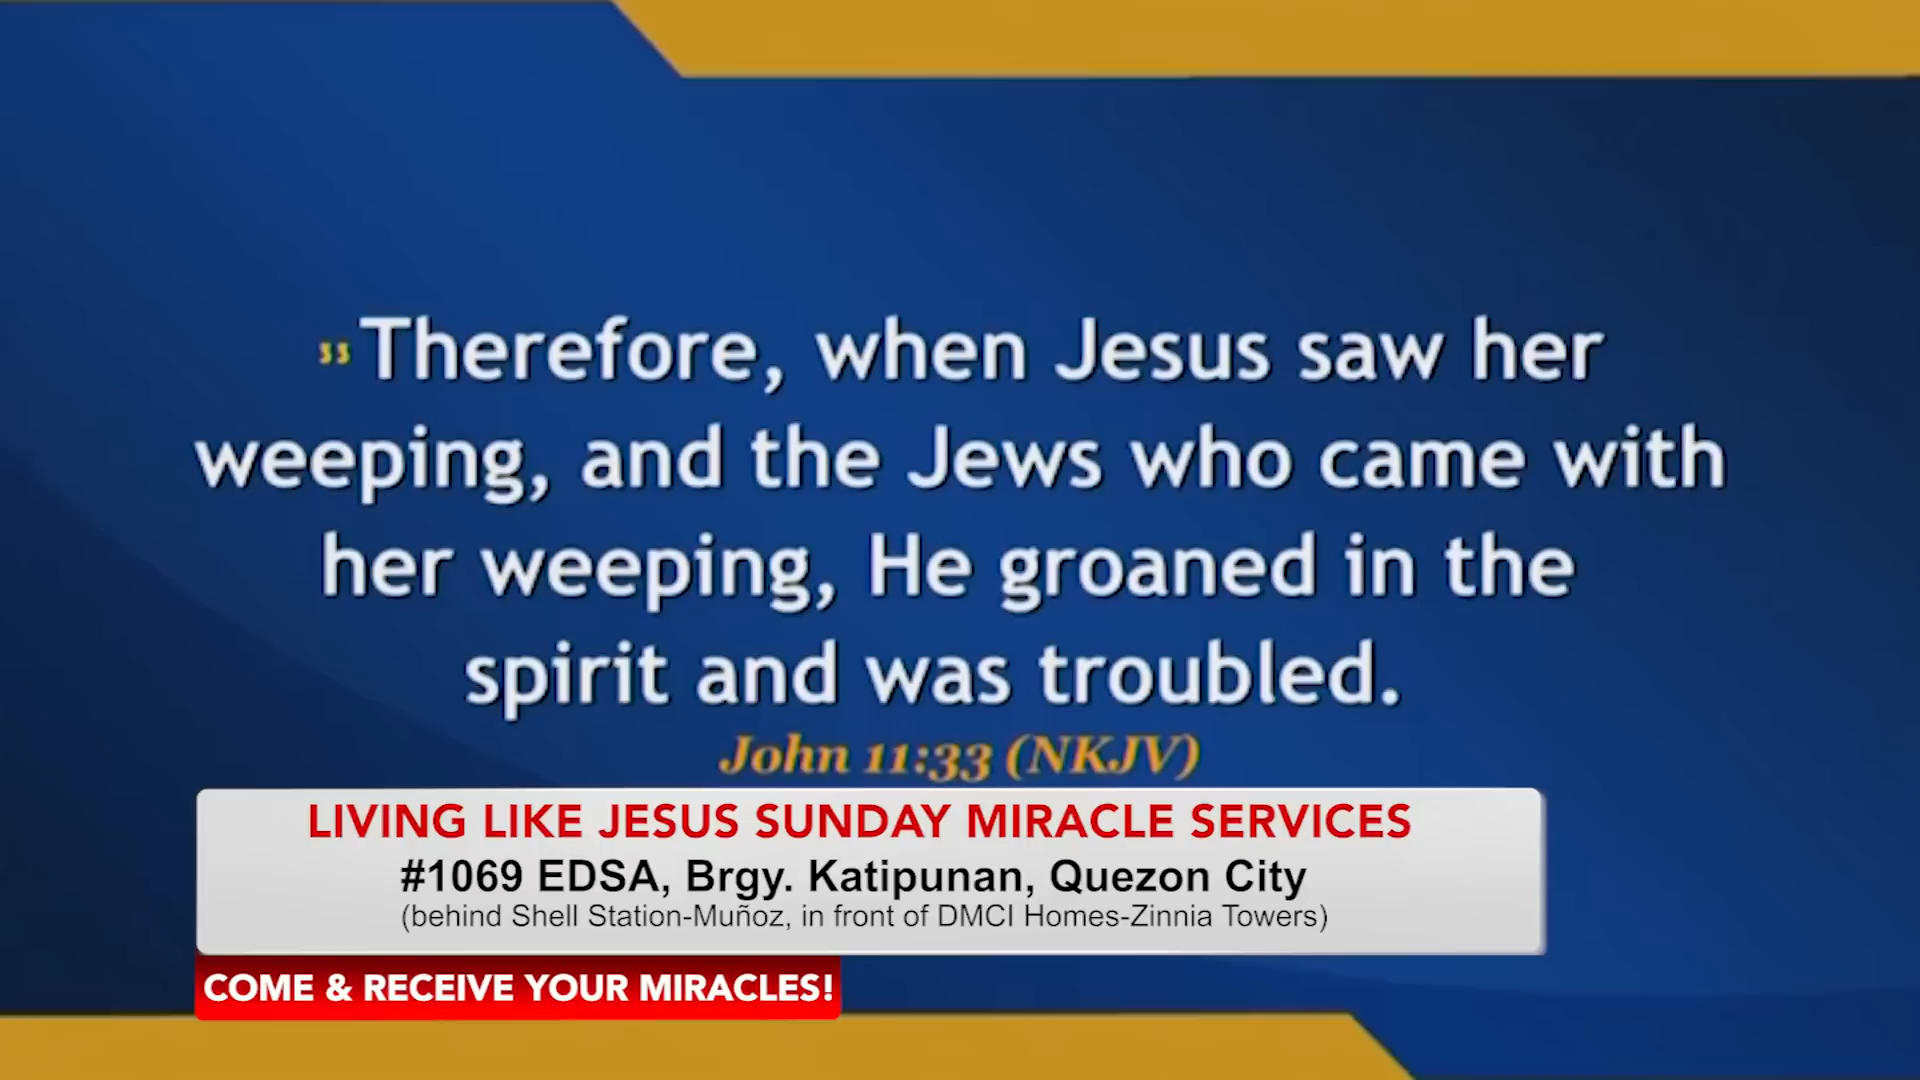 33 Therefore, when Jesus saw her
weeping, and the Jews who came with
her weeping, He groaned in the
spirit and was troubled.
John 11:33 (NKJV)
LIVING LIKE JESUS SUNDAY MIRACLE SERVICES
#1069 EDSA, Brgy. Katipunan, Quezon City
(behind Shell Station-Muñoz, in front of DMCI Homes-Zinnia Towers)
COME & RECEIVE YOUR MIRACLES!